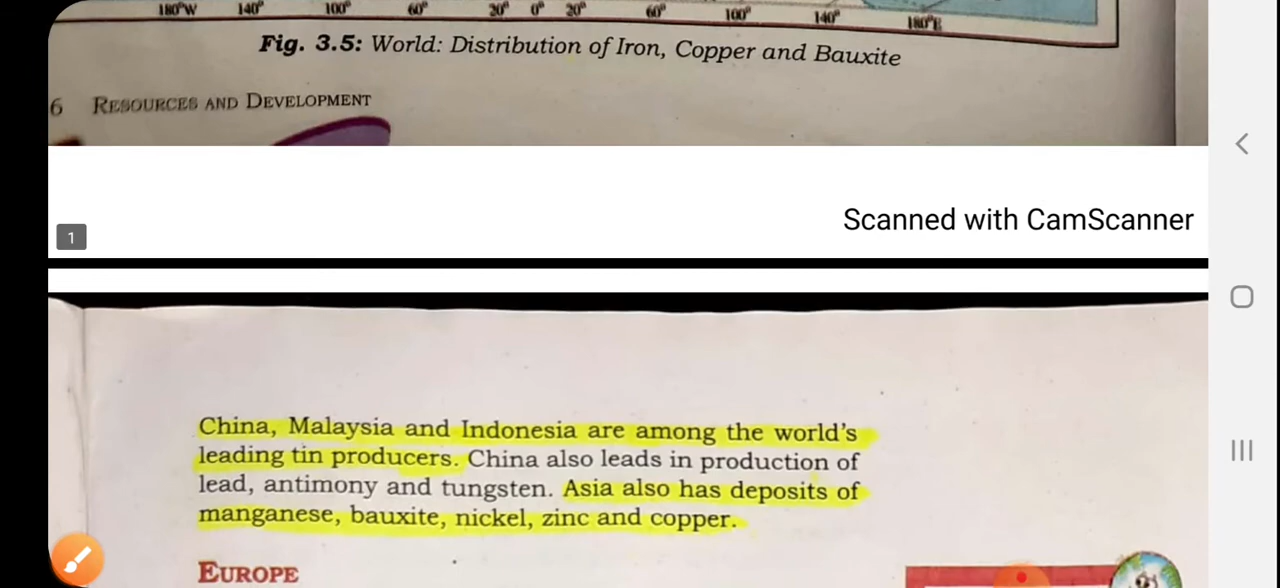 180°W 140° 100° 60° 20° 0° 20° 60° 100° 140° 180°E
Fig. 3.5: World: Distribution of Iron, Copper and Bauxite
6 RESOURCES AND DEVELOPMENT
Scanned with CamScanner
1
China, Malaysia and Indonesia are among the world's
leading tin producers. China also leads in production of
lead, antimony and tungsten. Asia also has deposits of
manganese, bauxite, nickel, zinc and copper.
EUROPE